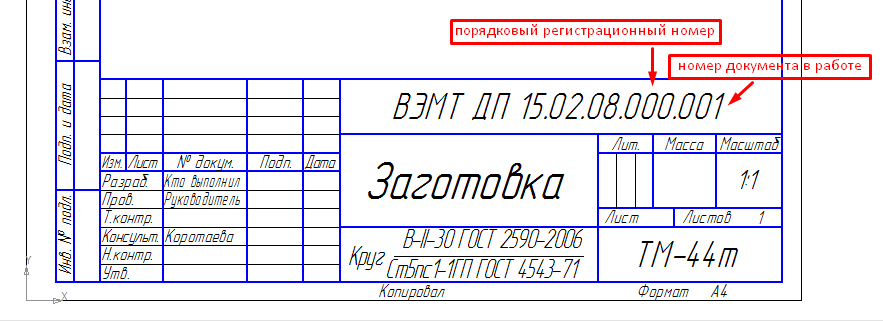 порядковый регистрационный номер
номер документа в работе
ВЭМТ ДП 15.02.08.000.001
Взам. ин
Подп. и дата
Инв. № подл.
Изм. Лист № докум. Подп. Дата
Разраб. Кто выполнил
Пров. Руководитель
Т.контр.
Консульт. Коротаева
Н.контр.
Утв.
Заготовка
Лит. Масса Масштаб
1:1
Лист Листов 1
Круг В-II-30 ГОСТ 2590-2006
Ст5пс1-1ГП ГОСТ 4543-71
ТМ-44т
Копировал Формат А4
Y
X